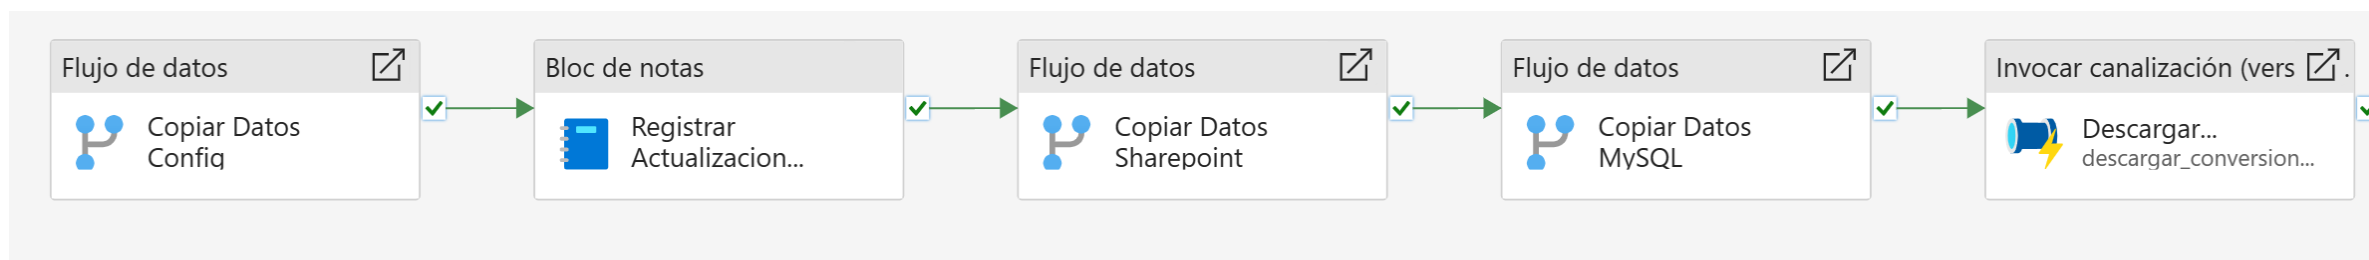 Flujo de datos
Copiar Datos
Config
Bloc de notas
Registrar
Actualizacion...
Flujo de datos
Copiar Datos
Sharepoint
Flujo de datos
Copiar Datos
MySQL
Invocar canalización (vers .
Descargar...
descargar_conversion...